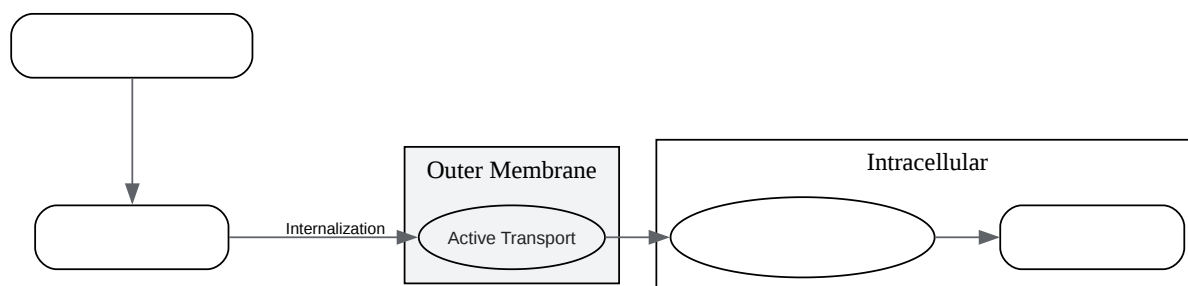 Outer Membrane
Intracellular
Internalization
Active Transport